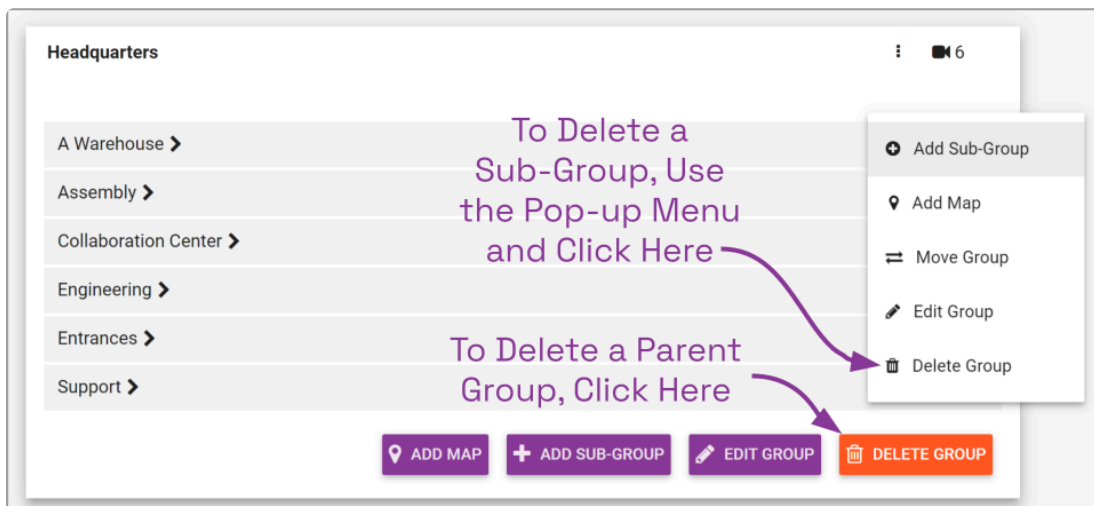 Headquarters
6
A Warehouse
Assembly
Collaboration Center
Engineering
Entrances
Support
To Delete a
Sub-Group, Use
the Pop-up Menu
and Click Here
To Delete a Parent
Group, Click Here
Add Sub-Group
Add Map
Move Group
Edit Group
Delete Group
ADD MAP
ADD SUB-GROUP
EDIT GROUP
DELETE GROUP